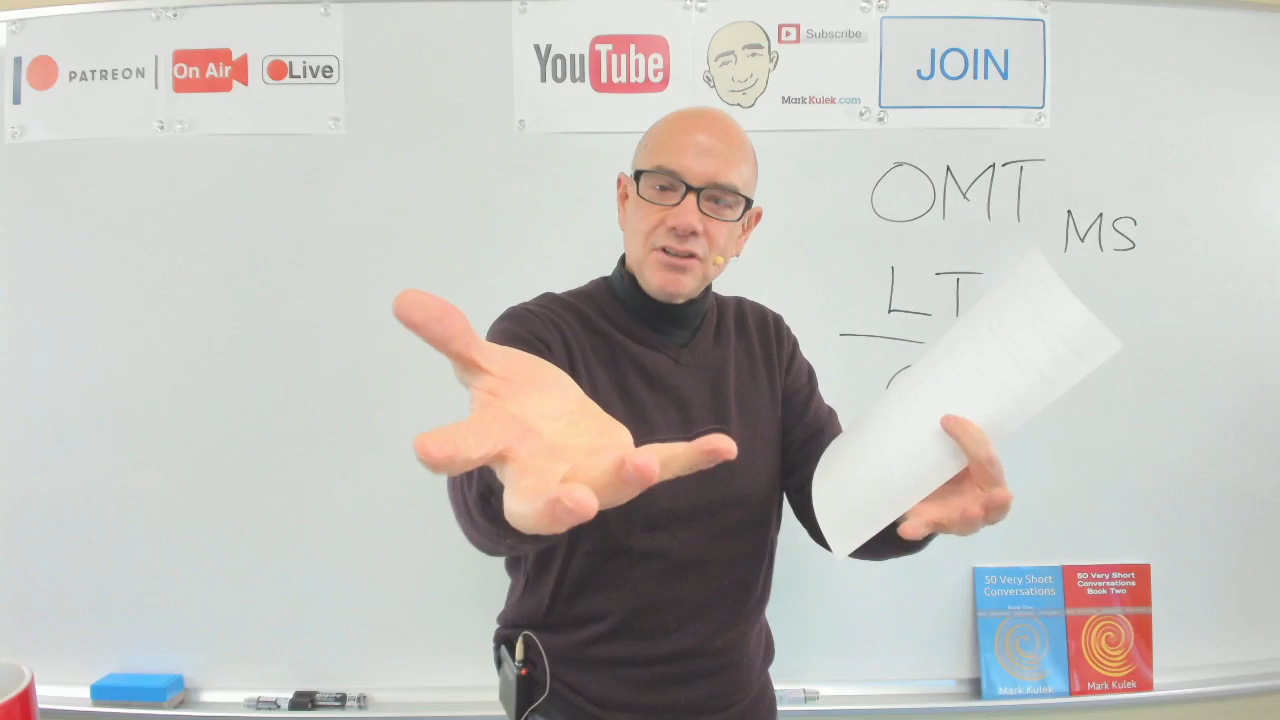 PATREON
On Air
Live
YouTube
Subscribe
MarkKulek.com
JOIN
OMT
MS
LT
50 Very Short
Conversations
Mark Kulek
50 Very Short
Conversations
Book Two
Mark Kulek